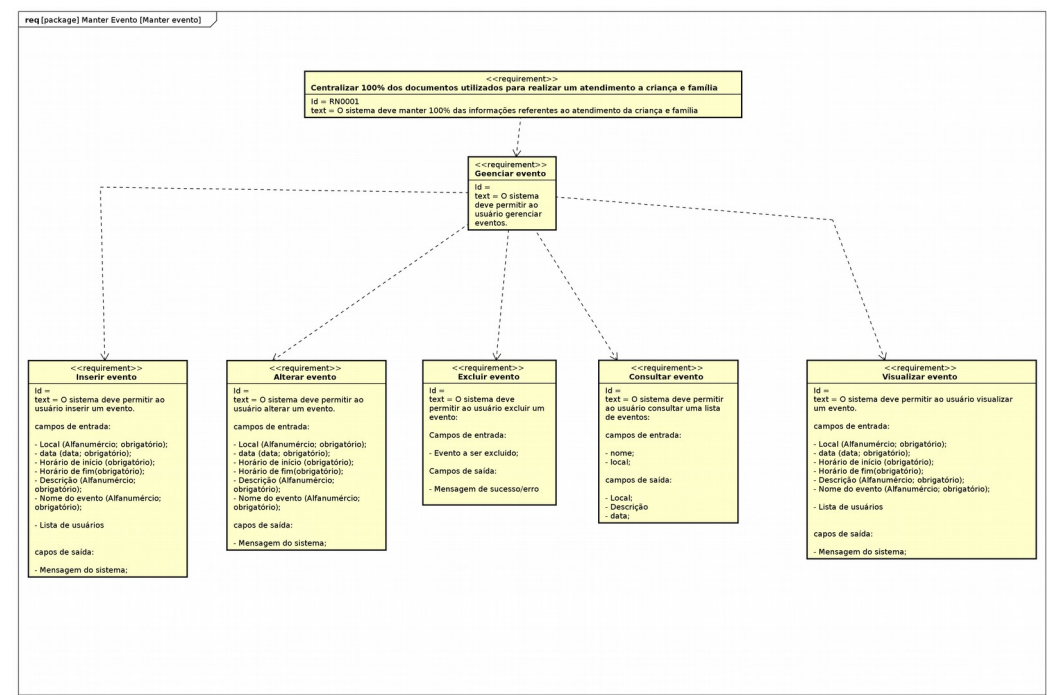 req [package] Manter Evento [Manter evento]
<<requirement>>
Centralizar 100% dos documentos utilizados para realizar um atendimento a criança e família
Id = RN0001
text = O sistema deve manter 100% das informações referentes ao atendimento da criança e família
<<requirement>>
Geenciar evento
Id =
text = O sistema
deve permitir ao
usuário gerenciar
eventos.
<<requirement>>
Inserir evento
Id =
text = O sistema deve permitir ao
usuário inserir um evento.
campos de entrada:
- Local (Alfanumércio; obrigatório);
- data (data; obrigatório);
- Horário de início (obrigatório);
- Horário de fim(obrigatório);
- Descrição (Alfanumércio;
obrigatório);
- Nome do evento (Alfanumércio;
obrigatório);
- Lista de usuários
capos de saída:
- Mensagem do sistema;
<<requirement>>
Alterar evento
Id =
text = O sistema deve permitir ao
usuário alterar um evento.
campos de entrada:
- Local (Alfanumércio; obrigatório);
- data (data; obrigatório);
- Horário de início (obrigatório);
- Horário de fim(obrigatório);
- Descrição (Alfanumércio;
obrigatório);
- Nome do evento (Alfanumércio;
obrigatório);
capos de saída:
- Mensagem do sistema;
<<requirement>>
Excluir evento
Id =
text = O sistema deve
permitir ao usuário excluir um
evento:
Campos de entrada:
- Evento a ser excluido;
Campos de saída:
- Mensagem de sucesso/erro
<<requirement>>
Consultar evento
Id =
text = O sistema deve permitir
ao usuário consultar uma lista
de eventos:
campos de entrada:
- nome;
- local;
campos de saída:
- Local;
- Descrição
- data;
<<requirement>>
Visualizar evento
Id =
text = O sistema deve permitir ao usuário visualizar
um evento.
campos de entrada:
- Local (Alfanumércio; obrigatório);
- data (data; obrigatório);
- Horário de início (obrigatório);
- Horário de fim(obrigatório);
- Descrição (Alfanumércio; obrigatório);
- Nome do evento (Alfanumércio; obrigatório);
- Lista de usuários
capos de saída:
- Mensagem do sistema;